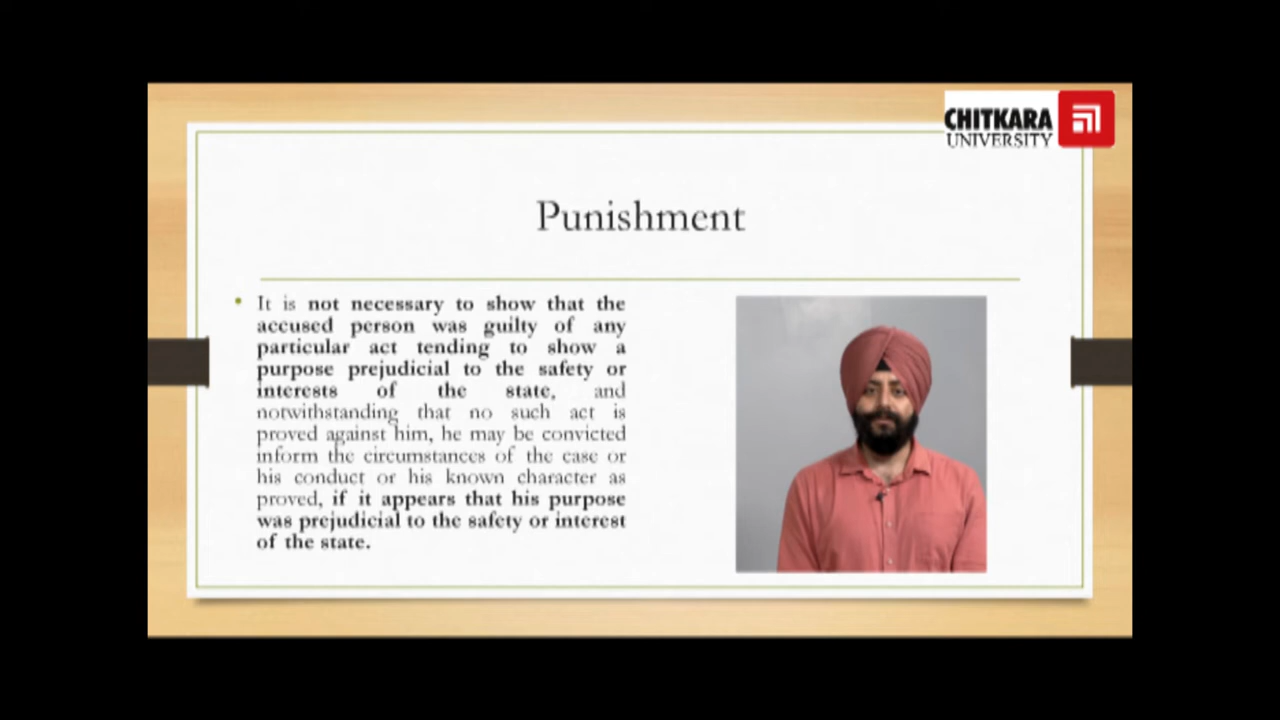 CHITKARA
UNIVERSITY
Punishment
• It is not necessary to show that the
accused person was guilty of any
particular act tending to show a
purpose prejudicial to the safety or
interests of the state, and
notwithstanding that no such act is
proved against him, he may be convicted
inform the circumstances of the case or
his conduct or his known character as
proved, if it appears that his purpose
was prejudicial to the safety or interest
of the state.